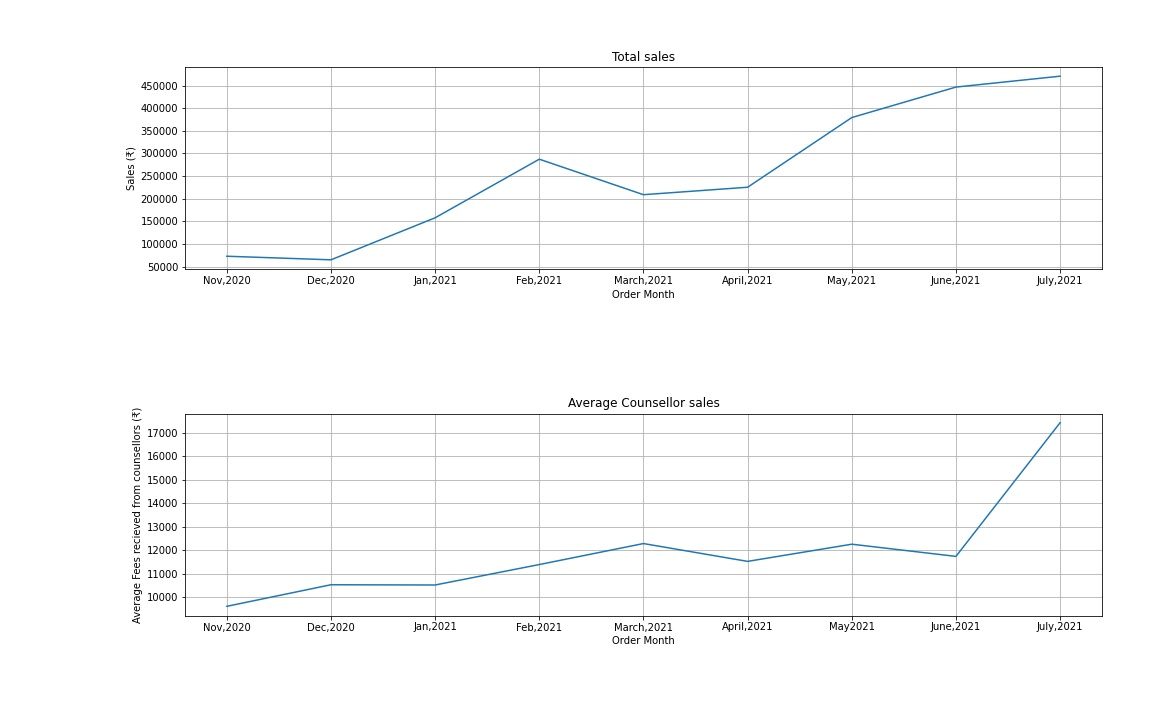 Total sales
Sales (₹)
450000
400000
350000
300000
250000
200000
150000
100000
50000
Nov,2020 Dec,2020 Jan,2021 Feb,2021 March,2021 April,2021 May,2021 June,2021 July,2021
Order Month
Average Counsellor sales
Average Fees recieved from counsellors (₹)
17000
16000
15000
14000
13000
12000
11000
10000
Nov,2020 Dec,2020 Jan,2021 Feb,2021 March,2021 April,2021 May2021 June,2021 July,2021
Order Month